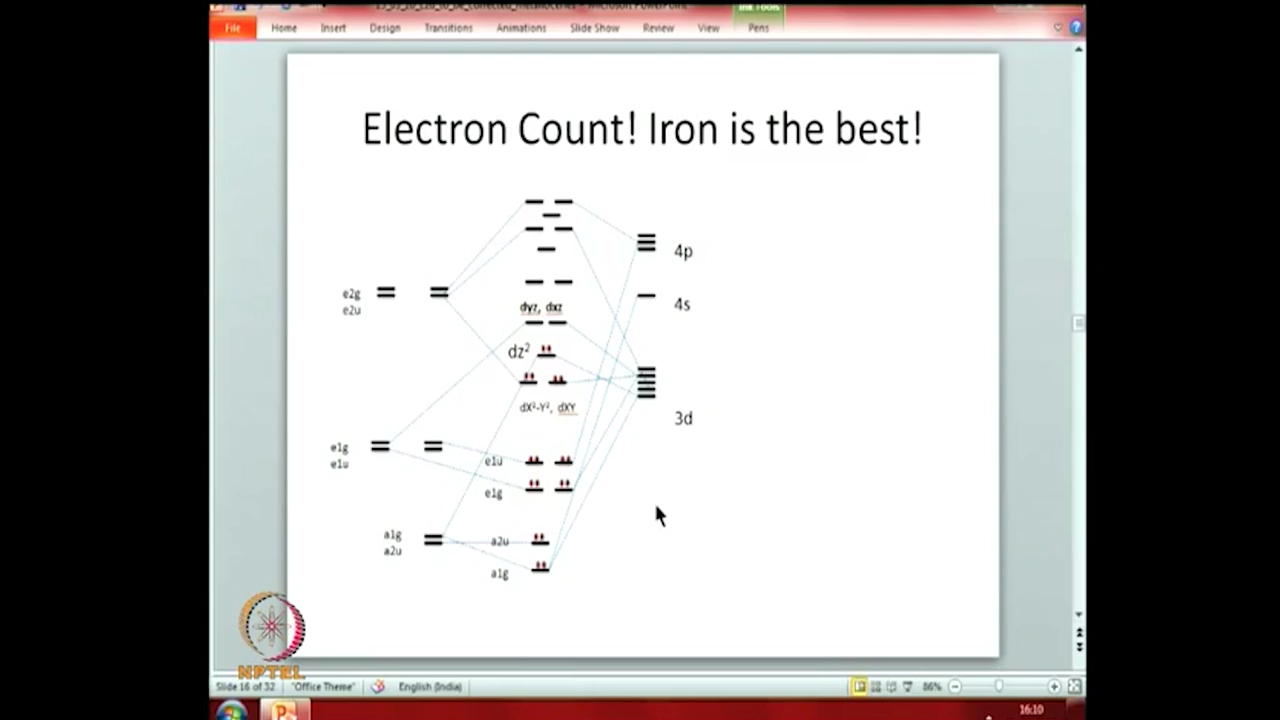 File Home Insert Design Transitions Animations Slide Show Review View Pens
Ink Tools
Electron Count! Iron is the best!
4p
e2g
e2u
4s
dyz, dxz
dz2
dX2-Y2, dXY
3d
e1g
e1u
e1u
e1g
a1g
a2u
a2u
a1g
NPTEL
Slide 16 of 32 "Office Theme" English (India) 86%
16:10